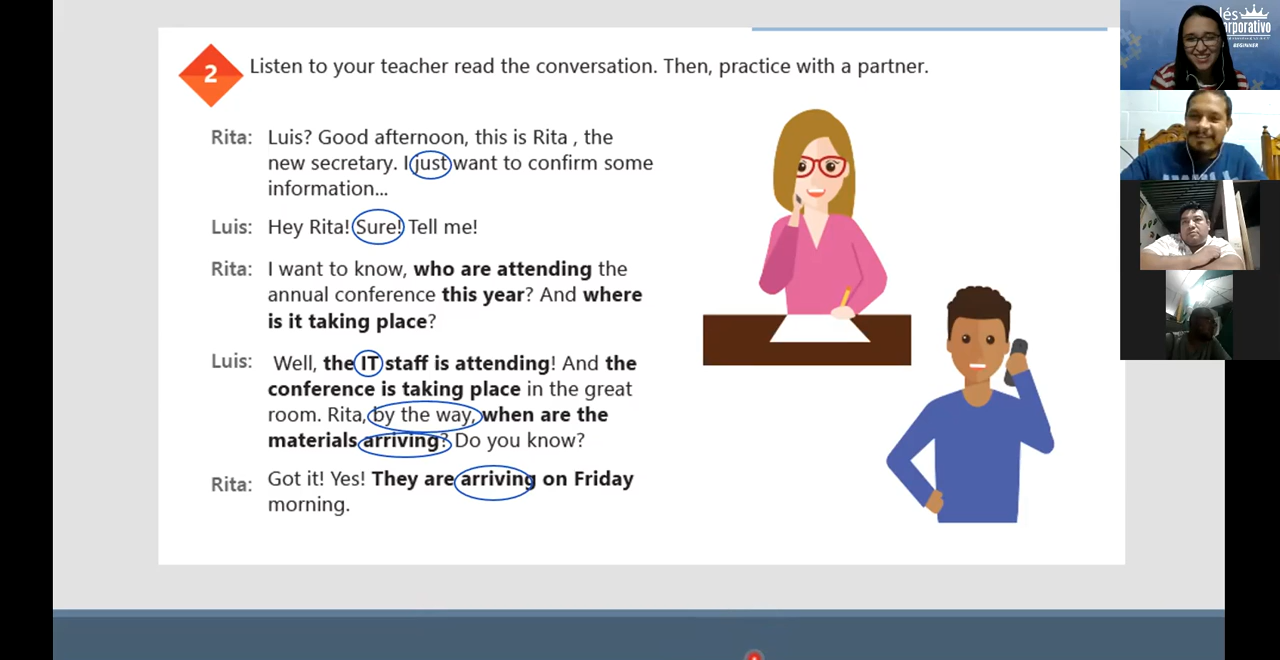 2
Listen to your teacher read the conversation. Then, practice with a partner.
Rita: Luis? Good afternoon, this is Rita , the
new secretary. I just want to confirm some
information...
Luis: Hey Rita! Sure! Tell me!
Rita: I want to know, who are attending the
annual conference this year? And where
is it taking place?
Luis: Well, the IT staff is attending! And the
conference is taking place in the great
room. Rita, by the way, when are the
materials arriving? Do you know?
Rita: Got it! Yes! They are arriving on Friday
morning.
lés
orporativo
BEGINNER